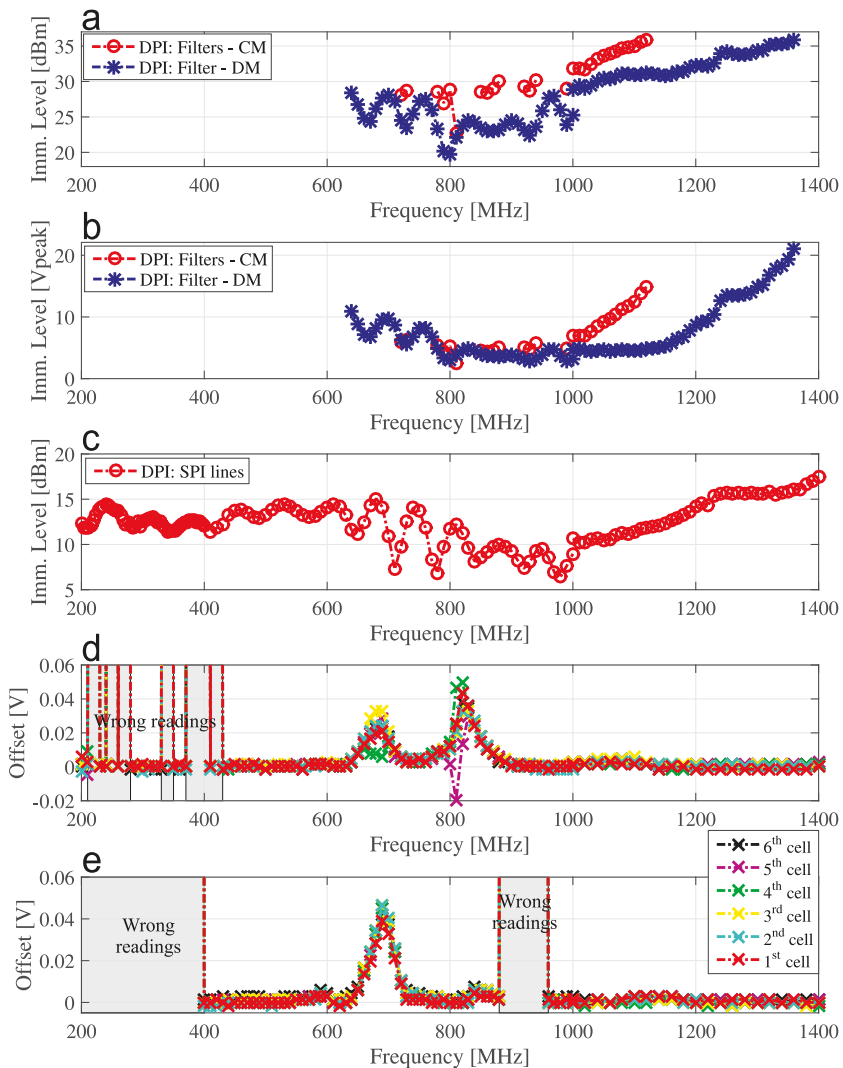 a
Imm. Level [dBm]
35
30
25
20
DPI: Filters - CM
DPI: Filter - DM
200 400 600 800 1000 1200 1400
Frequency [MHz]
b
Imm. Level [Vpeak]
20
10
0
DPI: Filters - CM
DPI: Filter - DM
200 400 600 800 1000 1200 1400
Frequency [MHz]
c
Imm. Level [dBm]
20
15
10
5
DPI: SPI lines
200 400 600 800 1000 1200 1400
Frequency [MHz]
d
Offset [V]
0.06
0.04
0.02
0
-0.02
Wrong readings
200 400 600 800 1000 1200 1400
Frequency [MHz]
6th cell
5th cell
4th cell
3rd cell
2nd cell
1st cell
e
Offset [V]
0.06
0.04
0.02
0
Wrong
readings
Wrong
readings
200 400 600 800 1000 1200 1400
Frequency [MHz]